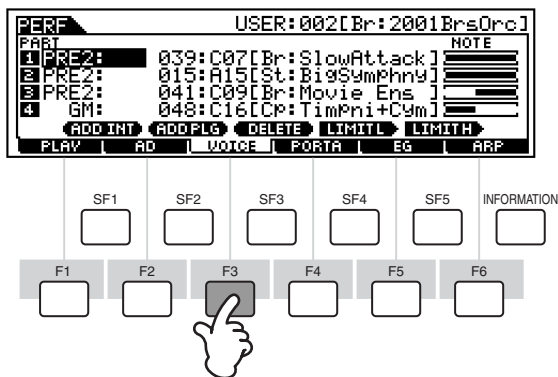 PERF USER:002[Br:2001BrsOrc]
PART NOTE
1 PRE2: 039:C07[Br:SlowAttack]
2 PRE2: 015:A15[St:BigSymphny]
3 PRE2: 041:C09[Br:Movie Ens ]
4 GM: 048:C16[Cp:Timpni+Cym]
ADD INT ADD PLG DELETE LIMITL LIMITH
PLAY AD VOICE PORTA EG ARP
SF1 SF2 SF3 SF4 SF5 INFORMATION
F1 F2 F3 F4 F5 F6